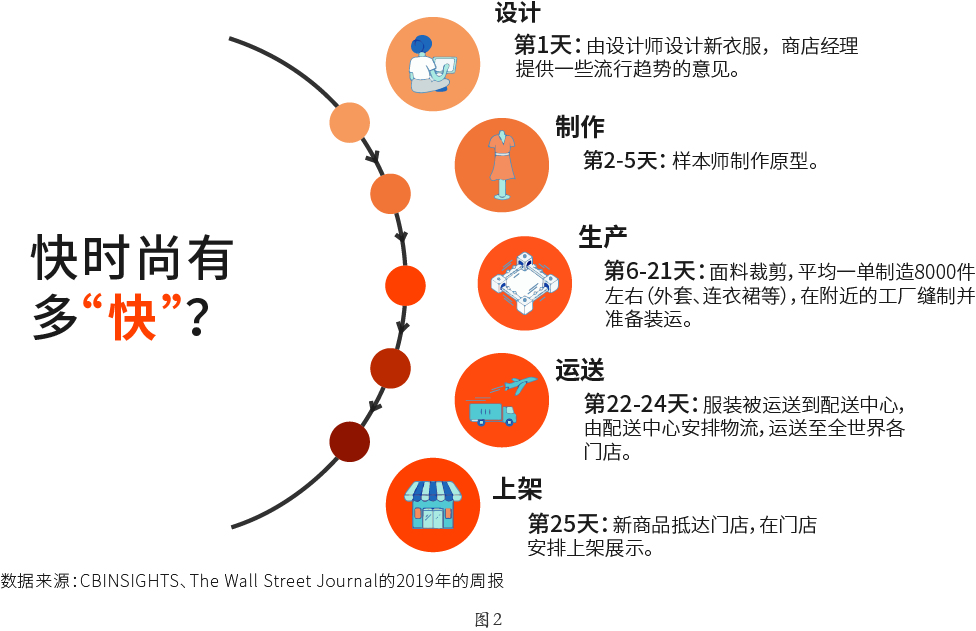 快时尚有
多“快”？
设计
第1天：由设计师设计新衣服，商店经理
提供一些流行趋势的意见。
制作
第2-5天：样本师制作原型。
生产
第6-21天：面料裁剪，平均一单制造8000件
左右（外套、连衣裙等），在附近的工厂缝制并
准备装运。
运送
第22-24天：服装被运送到配送中心，
由配送中心安排物流，运送至全世界各
门店。
上架
第25天：新商品抵达门店，在门店
安排上架展示。
数据来源：CBINSIGHTS、The Wall Street Journal的2019年的周报
图2